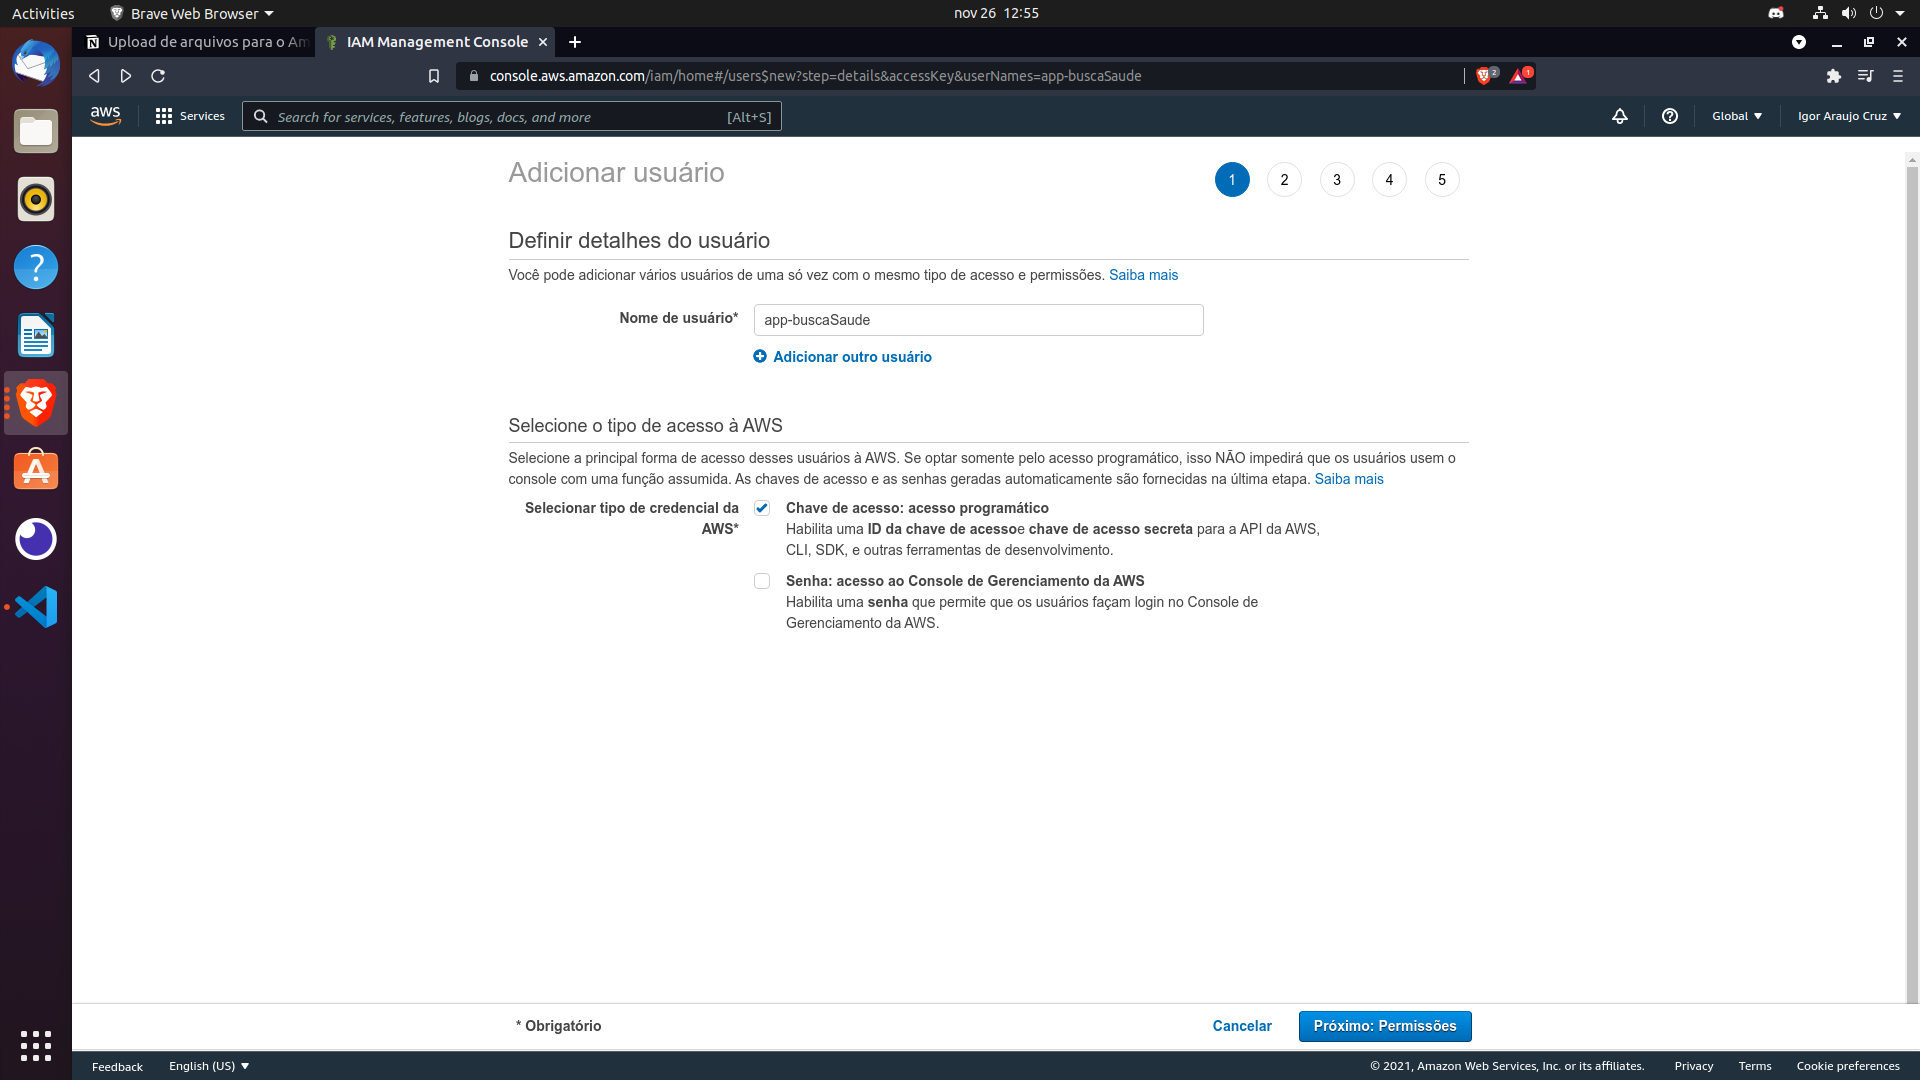 Activities
Brave Web Browser
nov 26 12:55
Upload de arquivos para o Am
IAM Management Console
console.aws.amazon.com/iam/home#/users$new?step=details&accessKey&userNames=app-buscaSaude
2
1
aws
Services
Search for services, features, blogs, docs, and more
[Alt+S]
Global
Igor Araujo Cruz
Adicionar usuário
1
2
3
4
5
Definir detalhes do usuário
Você pode adicionar vários usuários de uma só vez com o mesmo tipo de acesso e permissões. Saiba mais
Nome de usuário*
app-buscaSaude
Adicionar outro usuário
Selecione o tipo de acesso à AWS
Selecione a principal forma de acesso desses usuários à AWS. Se optar somente pelo acesso programático, isso NÃO impedirá que os usuários usem o
console com uma função assumida. As chaves de acesso e as senhas geradas automaticamente são fornecidas na última etapa. Saiba mais
Selecionar tipo de credencial da
AWS*
Chave de acesso: acesso programático
Habilita uma ID da chave de acessoe chave de acesso secreta para a API da AWS,
CLI, SDK, e outras ferramentas de desenvolvimento.
Senha: acesso ao Console de Gerenciamento da AWS
Habilita uma senha que permite que os usuários façam login no Console de
Gerenciamento da AWS.
* Obrigatório
Cancelar
Próximo: Permissões
Feedback
English (US)
© 2021, Amazon Web Services, Inc. or its affiliates.
Privacy
Terms
Cookie preferences